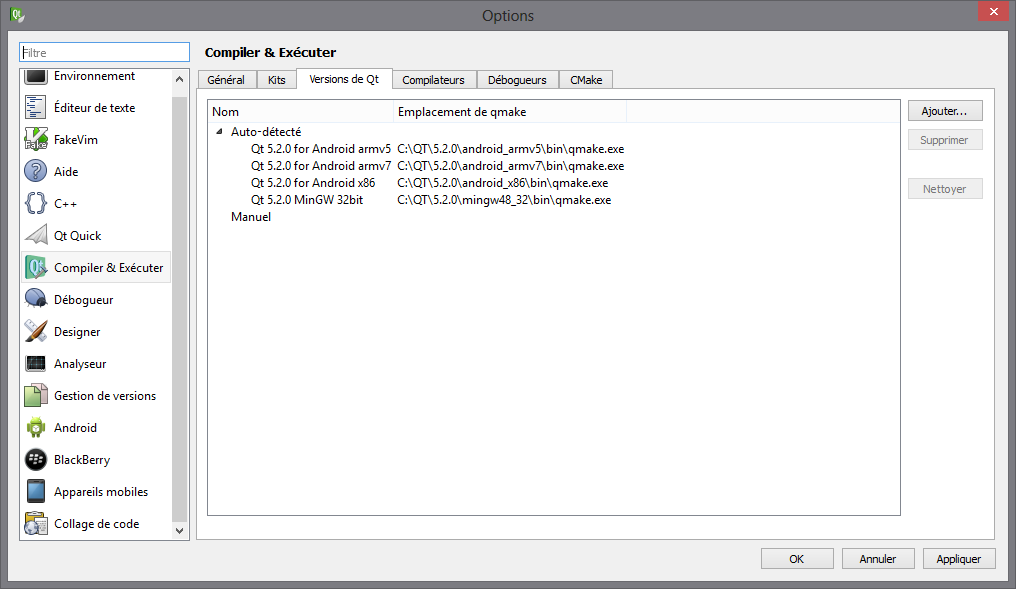 Options
Filtre
Environnement
Éditeur de texte
FakeVim
Aide
C++
Qt Quick
Compiler & Exécuter
Débogueur
Designer
Analyseur
Gestion de versions
Android
BlackBerry
Appareils mobiles
Collage de code
Compiler & Exécuter
Général Kits Versions de Qt Compilateurs Débogueurs CMake
Nom Emplacement de qmake
Auto-détecté
Qt 5.2.0 for Android armv5 C:\QT\5.2.0\android_armv5\bin\qmake.exe
Qt 5.2.0 for Android armv7 C:\QT\5.2.0\android_armv7\bin\qmake.exe
Qt 5.2.0 for Android x86 C:\QT\5.2.0\android_x86\bin\qmake.exe
Qt 5.2.0 MinGW 32bit C:\QT\5.2.0\mingw48_32\bin\qmake.exe
Manuel
Ajouter...
Supprimer
Nettoyer
OK Annuler Appliquer